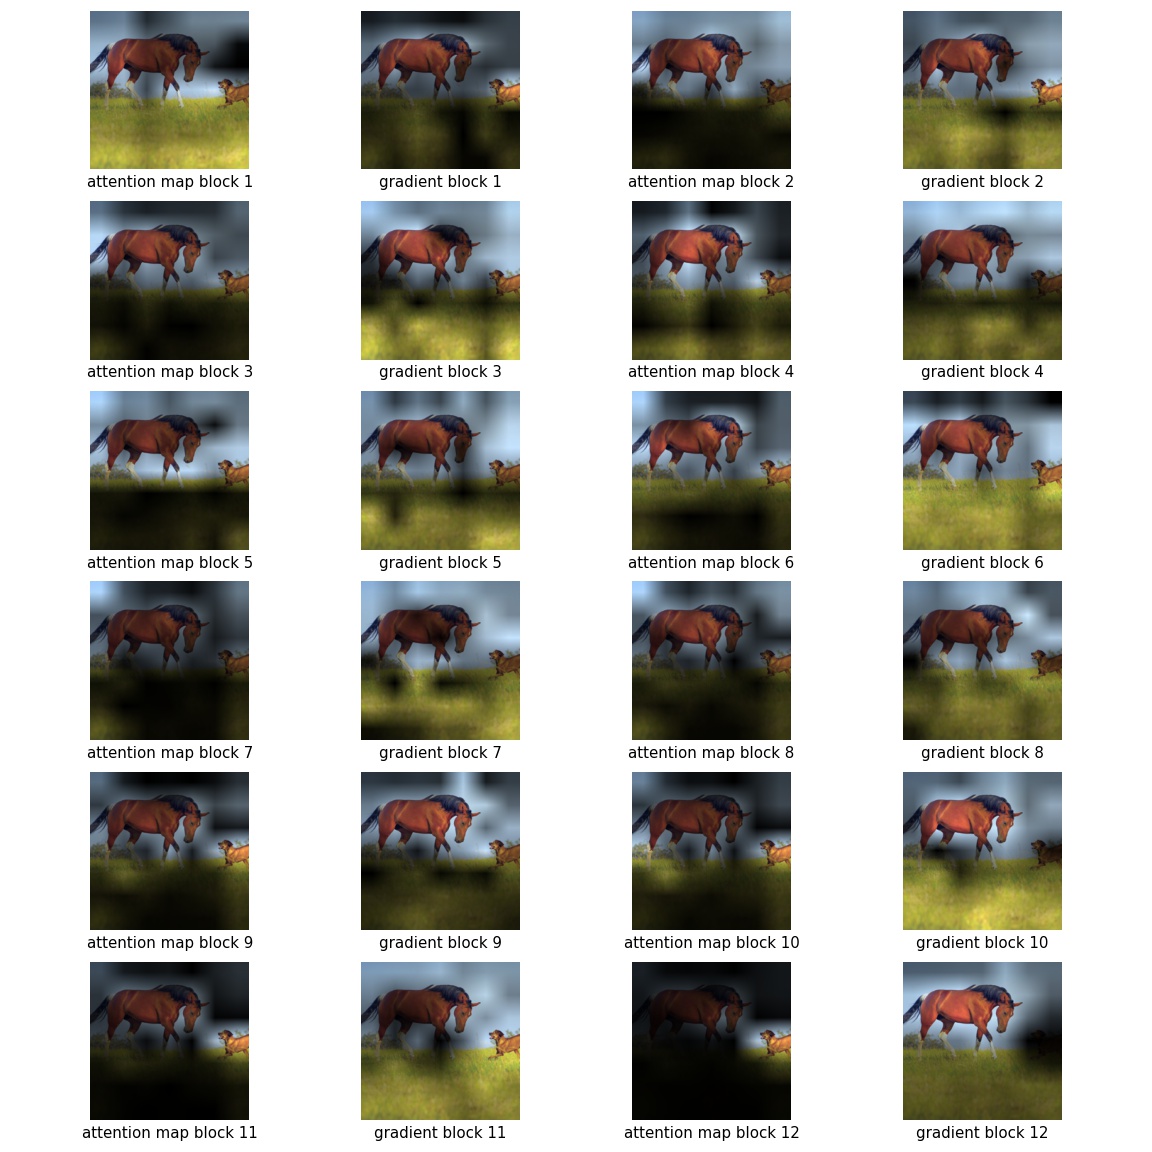 attention map block 1
gradient block 1
attention map block 2
gradient block 2
attention map block 3
gradient block 3
attention map block 4
gradient block 4
attention map block 5
gradient block 5
attention map block 6
gradient block 6
attention map block 7
gradient block 7
attention map block 8
gradient block 8
attention map block 9
gradient block 9
attention map block 10
gradient block 10
attention map block 11
gradient block 11
attention map block 12
gradient block 12